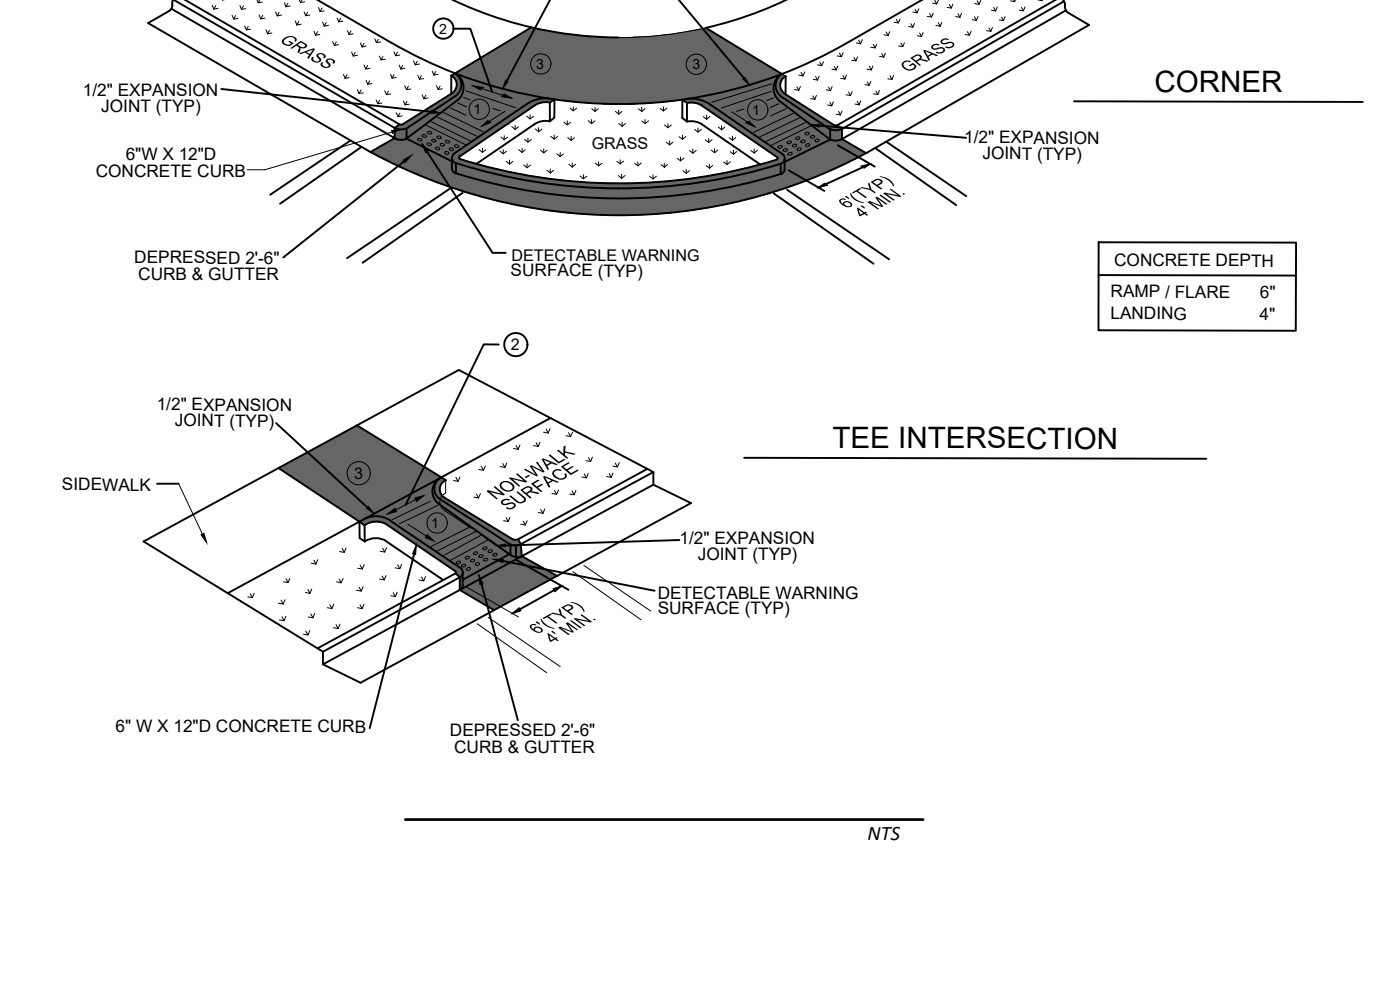 2
3
3
GRASS
GRASS
CORNER
1/2" EXPANSION
JOINT (TYP)
1
1
GRASS
1/2" EXPANSION
JOINT (TYP)
6"W X 12"D
CONCRETE CURB
6'(TYP)
4' MIN.
DEPRESSED 2'-6"
CURB & GUTTER
DETECTABLE WARNING
SURFACE (TYP)
CONCRETE DEPTH
RAMP / FLARE 6"
LANDING 4"
2
1/2" EXPANSION
JOINT (TYP)
TEE INTERSECTION
3
NON-WALK
SURFACE
SIDEWALK
1
1/2" EXPANSION
JOINT (TYP)
DETECTABLE WARNING
SURFACE (TYP)
6'(TYP)
4' MIN.
6" W X 12"D CONCRETE CURB
DEPRESSED 2'-6"
CURB & GUTTER
NTS